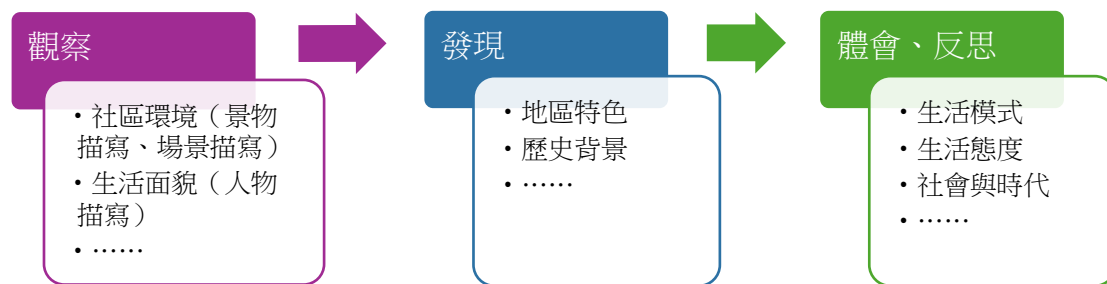 觀察
・社區環境（景物
描寫、場景描寫）
・生活面貌（人物
描寫）
・……
發現
・地區特色
・歷史背景
・……
體會、反思
・生活模式
・生活態度
・社會與時代
・……